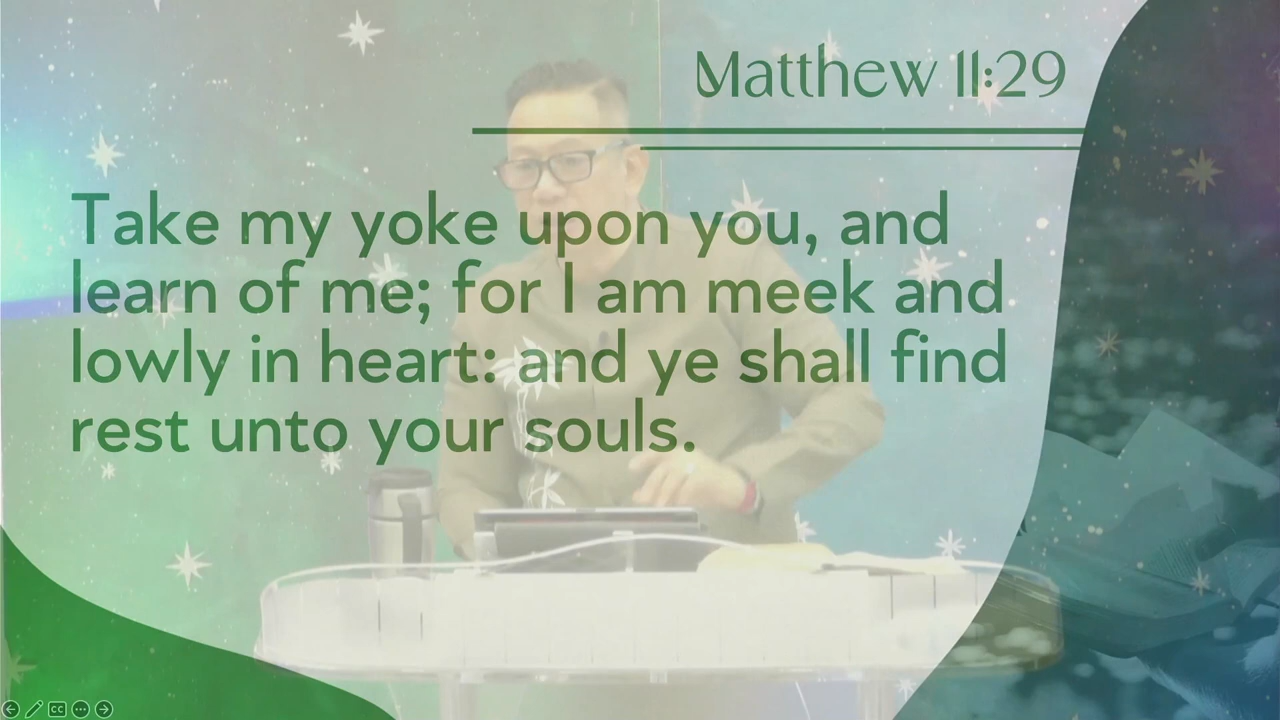 Matthew 11:29
Take my yoke upon you, and
learn of me; for I am meek and
lowly in heart: and ye shall find
rest unto your souls.
CC